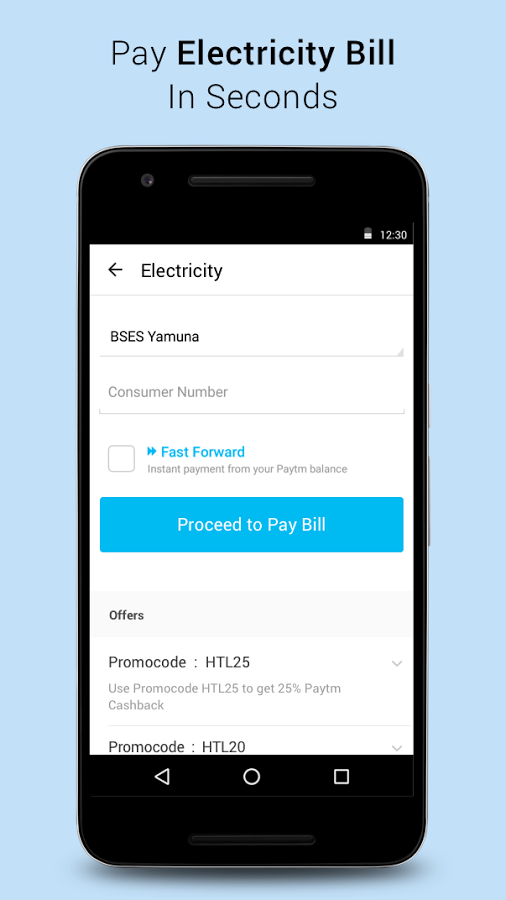 Pay Electricity Bill
In Seconds
12:30
Electricity
BSES Yamuna
Consumer Number
Fast Forward
Instant payment from your Paytm balance
Proceed to Pay Bill
Offers
Promocode : HTL25
Use Promocode HTL25 to get 25% Paytm
Cashback
Promocode : HTL20